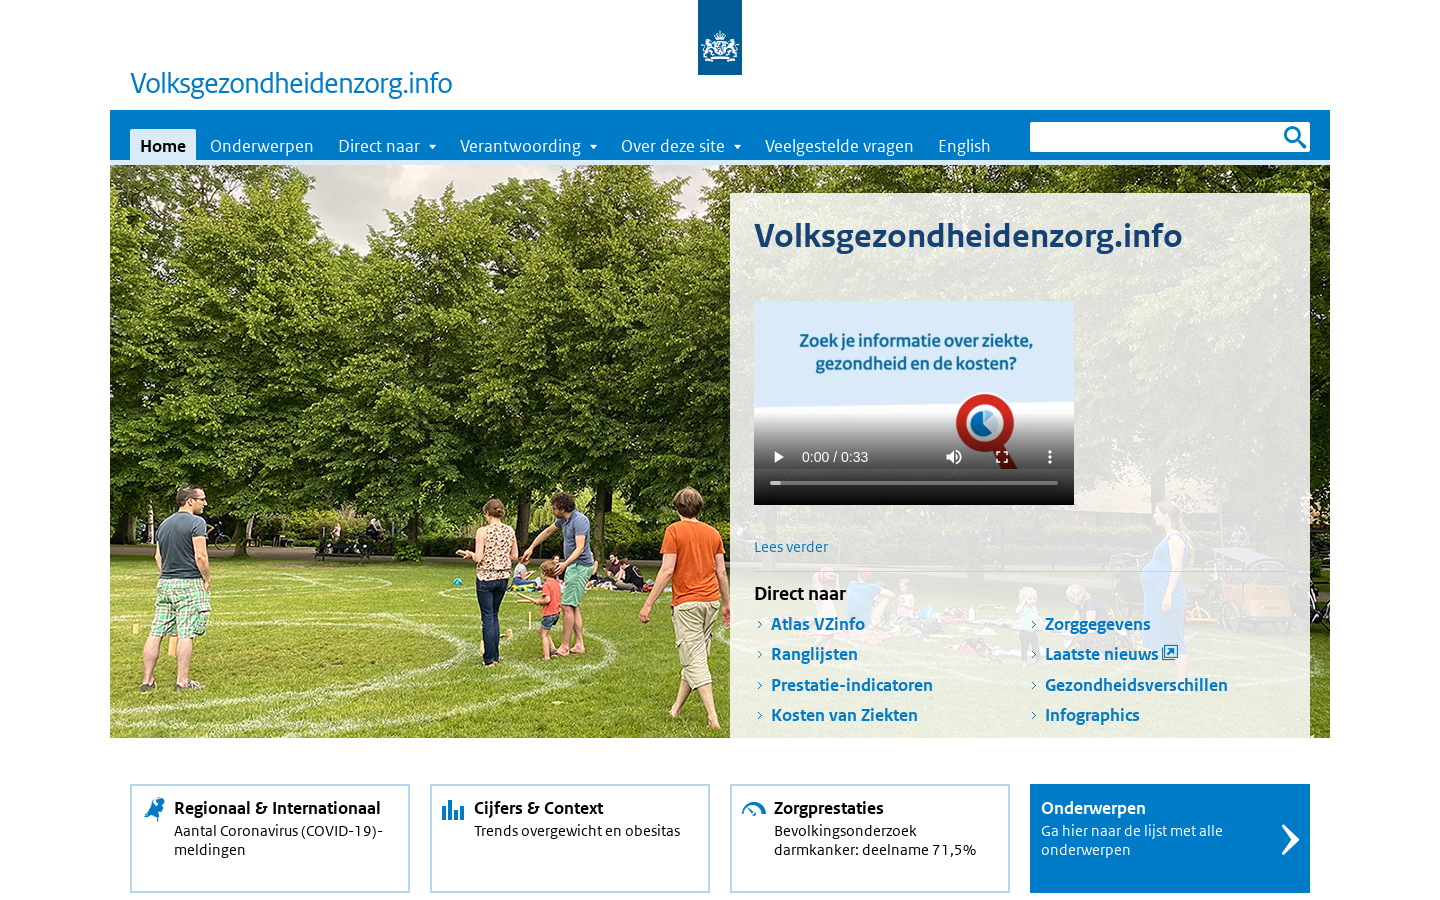 Volksgezondheidenzorg.info
Home
Onderwerpen
Direct naar
Verantwoording
Over deze site
Veelgestelde vragen
English
Volksgezondheidenzorg.info
Zoek je informatie over ziekte,
gezondheid en de kosten?
0:00 / 0:33
Lees verder
Direct naar
Atlas VZinfo
Zorggegevens
Ranglijsten
Laatste nieuws
Prestatie-indicatoren
Gezondheidsverschillen
Kosten van Ziekten
Infographics
Regionaal & Internationaal
Aantal Coronavirus (COVID-19)-
meldingen
Cijfers & Context
Trends overgewicht en obesitas
Zorgprestaties
Bevolkingsonderzoek
darmkanker: deelname 71,5%
Onderwerpen
Ga hier naar de lijst met alle
onderwerpen